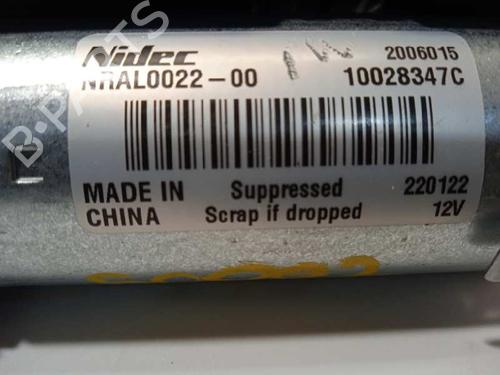 Nidec 2006015
NRAL0022-00 10028347C
MADE IN Suppressed 220122
CHINA Scrap if dropped 12V
B-PARTS